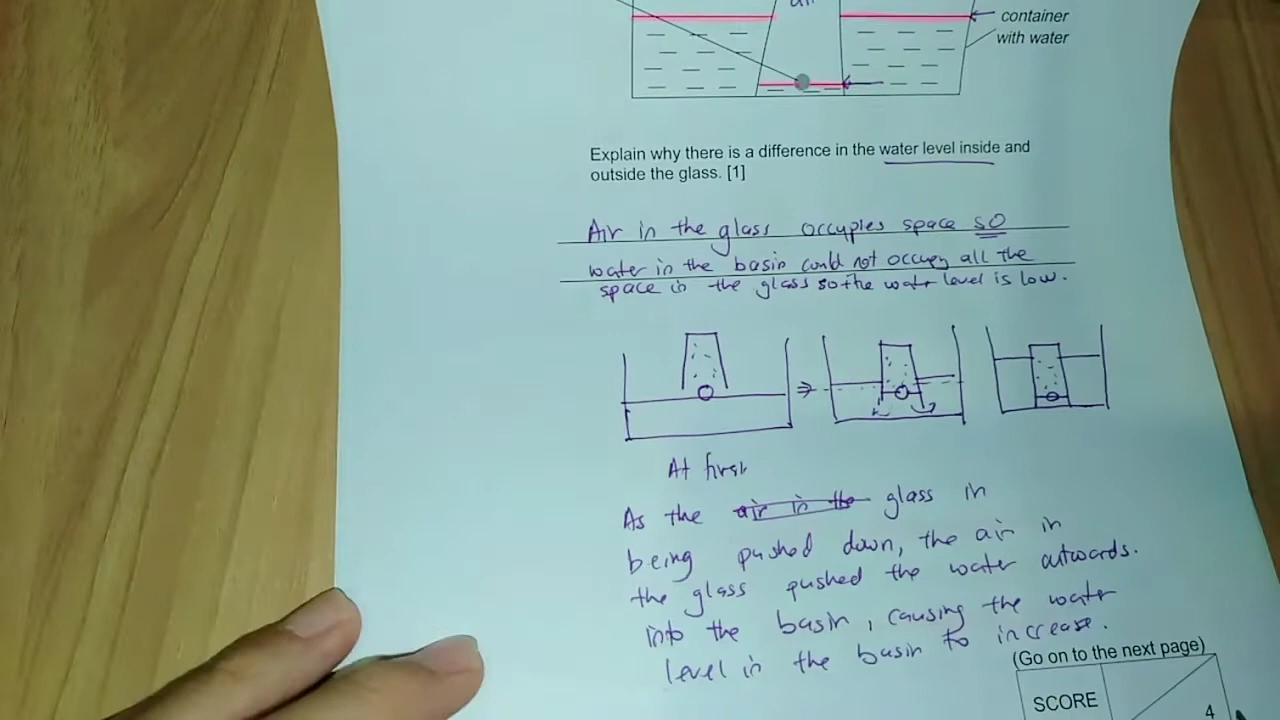 air
container
with water
Explain why there is a difference in the water level inside and
outside the glass. [1]
Air in the glass occupies space so
water in the basin could not occupy all the
space in the glass so the water level is low.
At first
As the air in the glass in
being pushed down, the air in
the glass pushed the water outwards.
into the basin, causing the water
level in the basin to increase.
(Go on to the next page)
SCORE
4